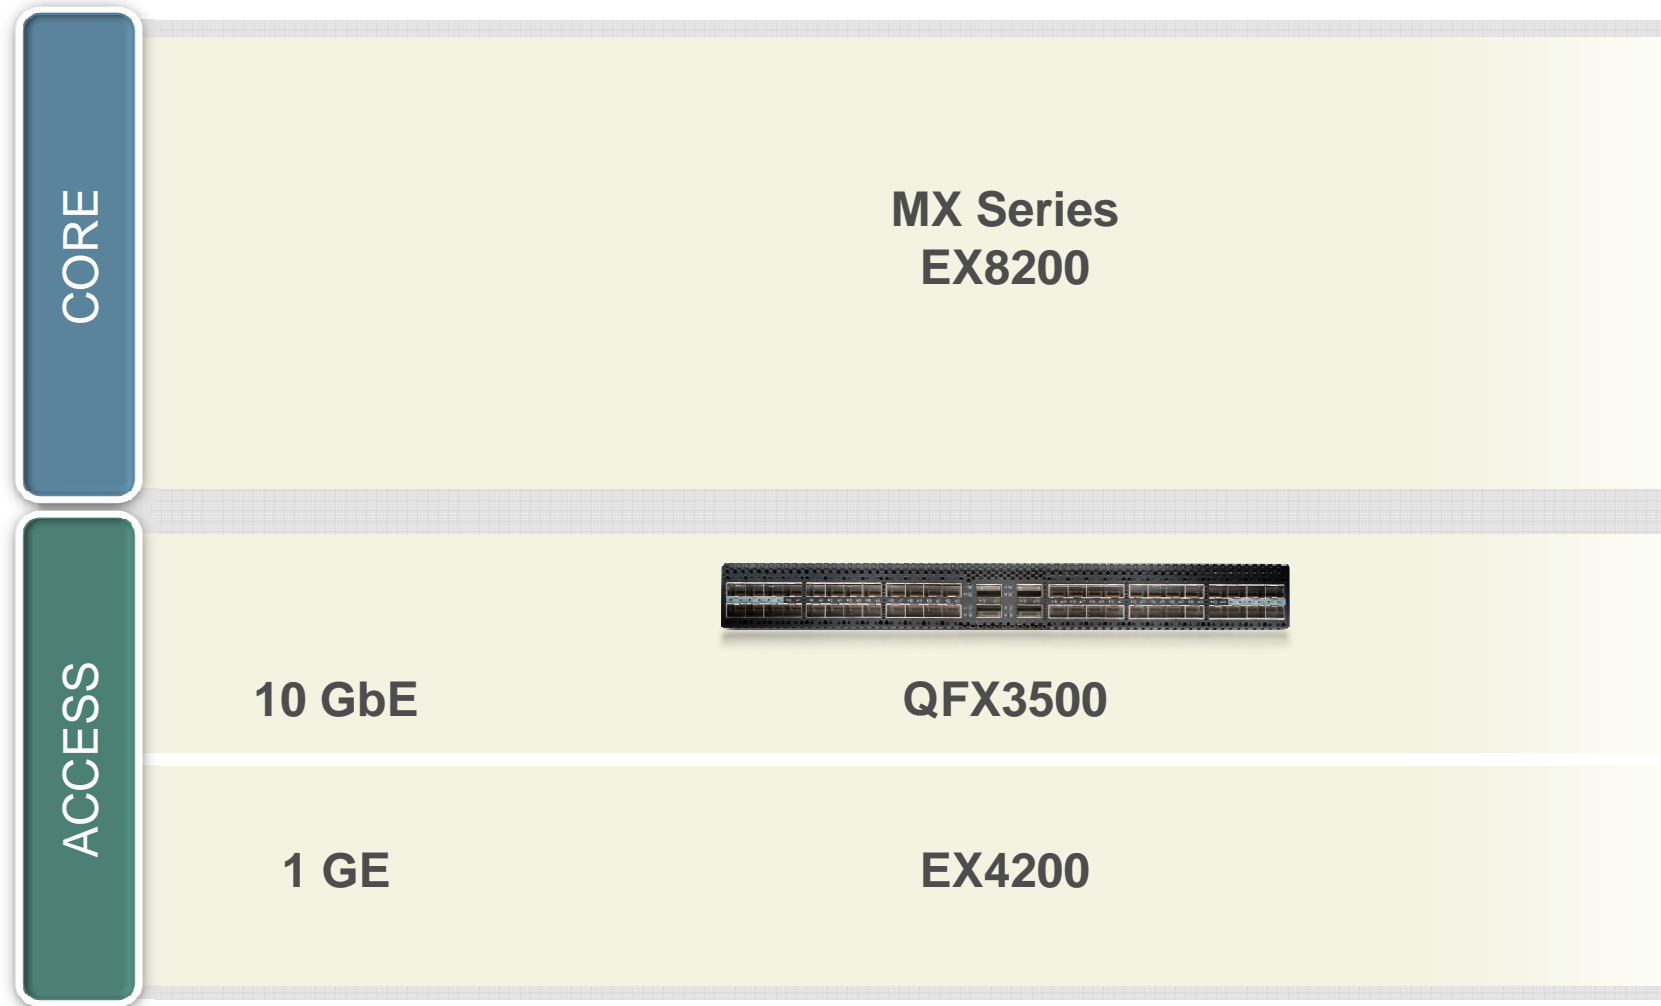 CORE
MX Series
EX8200
ACCESS
10 GbE
QFX3500
1 GE
EX4200